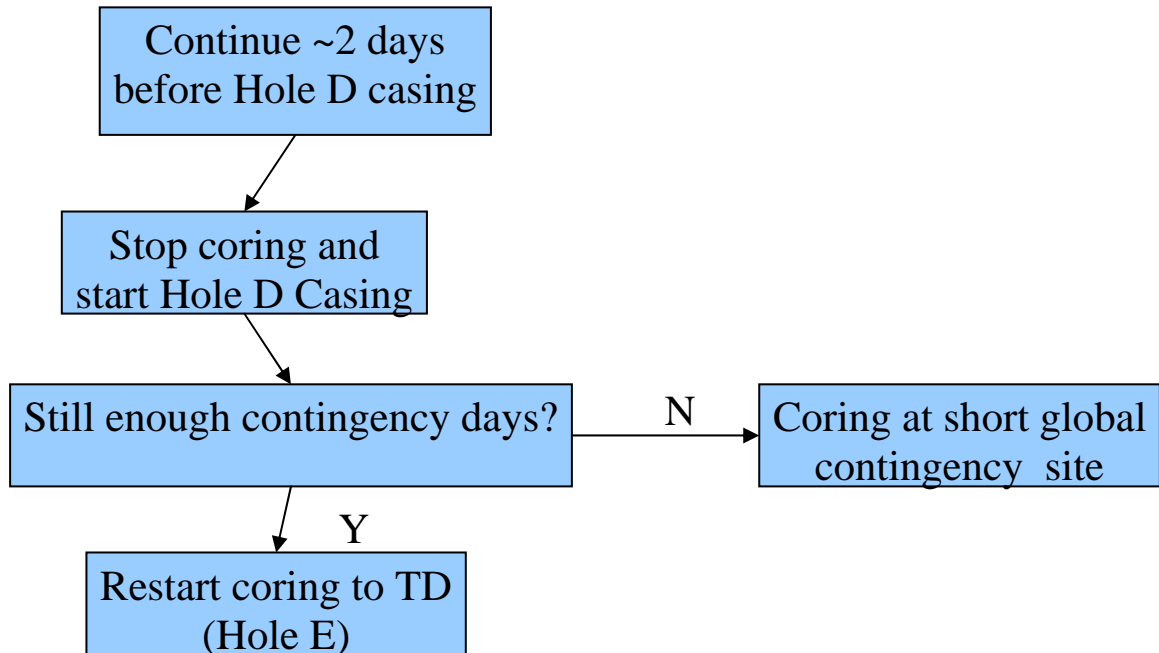 Continue ~2 days
before Hole D casing
Stop coring and
start Hole D Casing
Still enough contingency days?
N
Coring at short global
contingency site
Y
Restart coring to TD
(Hole E)